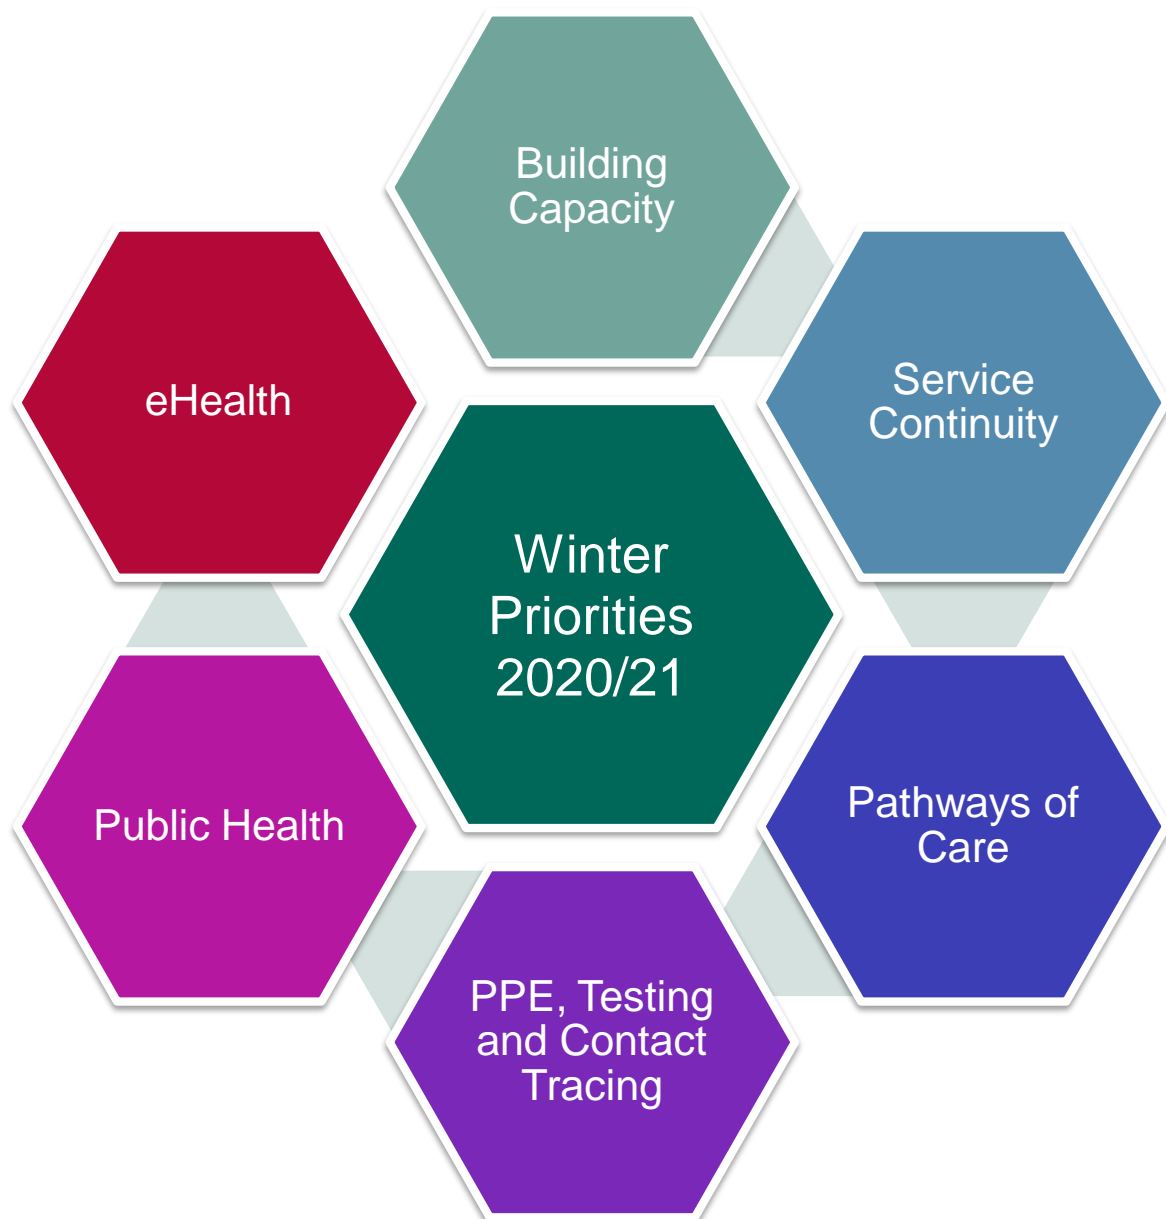 Building
Capacity
Service
Continuity
Pathways of
Care
PPE, Testing
and Contact
Tracing
Public Health
eHealth
Winter
Priorities
2020/21